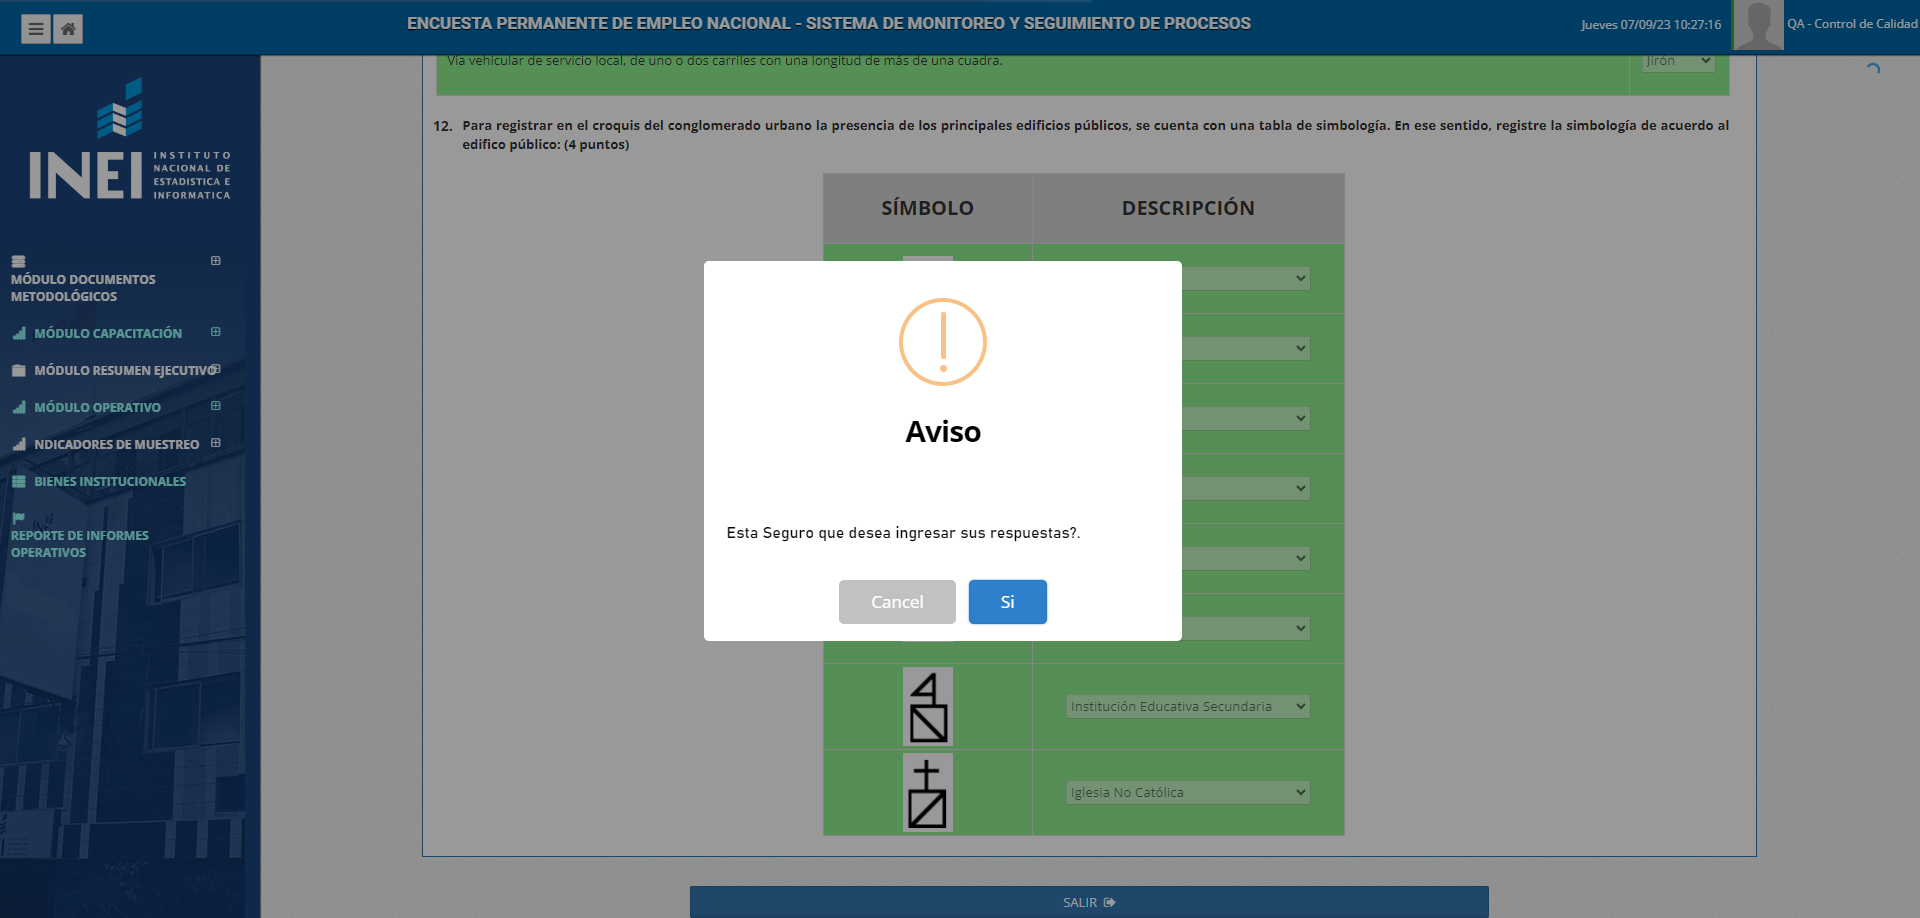 ENCUESTA PERMANENTE DE EMPLEO NACIONAL - SISTEMA DE MONITOREO Y SEGUIMIENTO DE PROCESOS
Jueves 07/09/23 10:27:16
QA - Control de Calidad
INEI
INSTITUTO
NACIONAL DE
ESTADISTICA E
INFORMATICA
MÓDULO DOCUMENTOS
METODOLÓGICOS
MÓDULO CAPACITACIÓN
MÓDULO RESUMEN EJECUTIVO
MÓDULO OPERATIVO
NDICADORES DE MUESTREO
BIENES INSTITUCIONALES
REPORTE DE INFORMES
OPERATIVOS
Vía vehicular de servicio local, de uno o dos carriles con una longitud de más de una cuadra.
Jirón
12. Para registrar en el croquis del conglomerado urbano la presencia de los principales edificios públicos, se cuenta con una tabla de simbología. En ese sentido, registre la simbología de acuerdo al
edifico público: (4 puntos)
SÍMBOLO
DESCRIPCIÓN
Aviso
Esta Seguro que desea ingresar sus respuestas?.
Cancel
Si
Institución Educativa Secundaria
Iglesia No Católica
SALIR